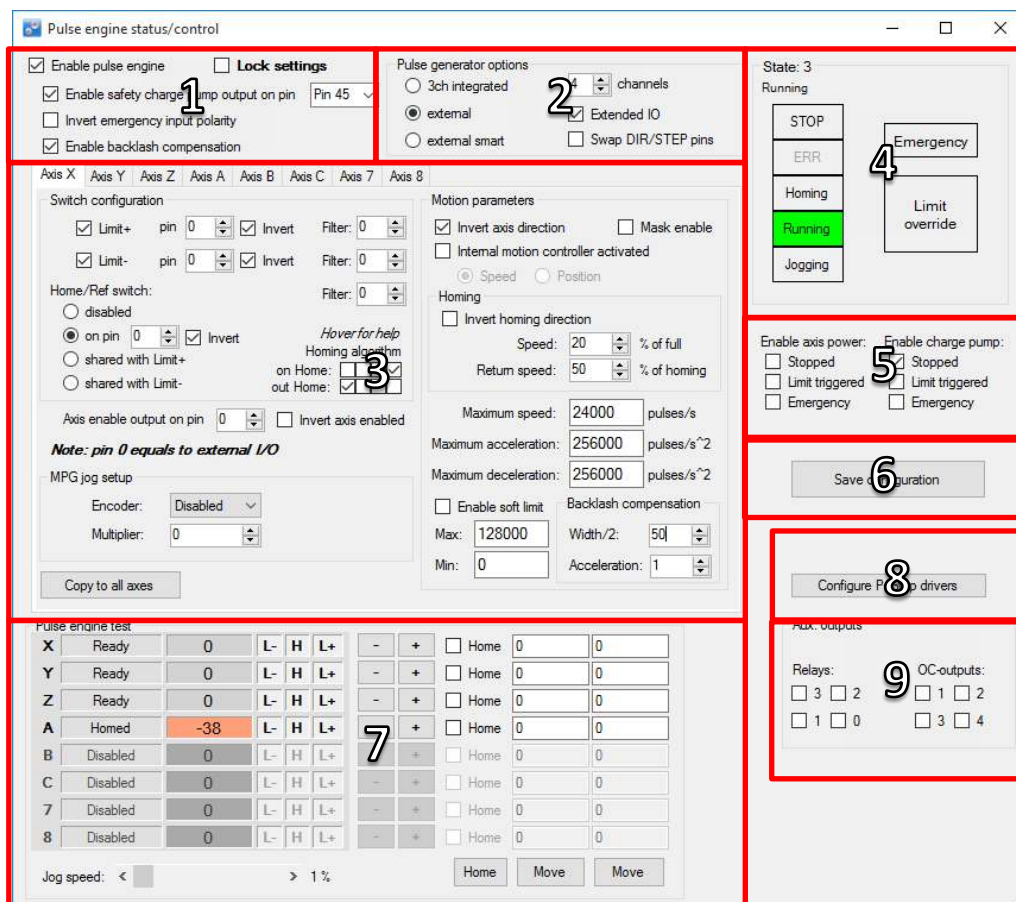 Pulse engine status/control
Enable pulse engine Lock settings
Enable safety charge pump output on pin Pin 45
Invert emergency input polarity
Enable backlash compensation
1
Pulse generator options
3ch integrated 4 channels
external Extended IO
external smart Swap DIR/STEP pins
2
State: 3
Running
STOP
ERR
Homing
Running
Jogging
Emergency
Limit
override
4
Axis X Axis Y Axis Z Axis A Axis B Axis C Axis 7 Axis 8
Switch configuration
Limit+ pin 0 Invert Filter: 0
Limit- pin 0 Invert Filter: 0
Home/Ref switch: Filter: 0
disabled
on pin 0 Invert Hover for help
shared with Limit+ Homing algorithm
on Home:
shared with Limit- out Home:
3
Axis enable output on pin 0 Invert axis enabled
Note: pin 0 equals to external I/O
MPG jog setup
Encoder: Disabled
Multiplier: 0
Copy to all axes
Motion parameters
Invert axis direction Mask enable
Internal motion controller activated
Speed Position
Homing
Invert homing direction
Speed: 20 % of full
Return speed: 50 % of homing
Maximum speed: 24000 pulses/s
Maximum acceleration: 256000 pulses/s^2
Maximum deceleration: 256000 pulses/s^2
Enable soft limit
Max: 128000
Min: 0
Backlash compensation
Width/2: 50
Acceleration: 1
Enable axis power: Enable charge pump:
Stopped Stopped
Limit triggered Limit triggered
Emergency Emergency
5
Save configuration
6
Configure drivers
8
Pulse engine test
X Ready 0 L- H L+ - + Home 0 0
Y Ready 0 L- H L+ - + Home 0 0
Z Ready 0 L- H L+ - + Home 0 0
A Homed -38 L- H L+ + Home 0 0
B Disabled 0 L- H L+ - + Home 0 0
C Disabled 0 L- H L+ - + Home 0 0
7 Disabled 0 L- H L+ - + Home 0 0
8 Disabled 0 L- H L+ - + Home 0 0
7
Jog speed: < > 1 % Home Move Move
Aux. outputs
Relays: OC-outputs:
3 2 1 2
1 0 3 4
9